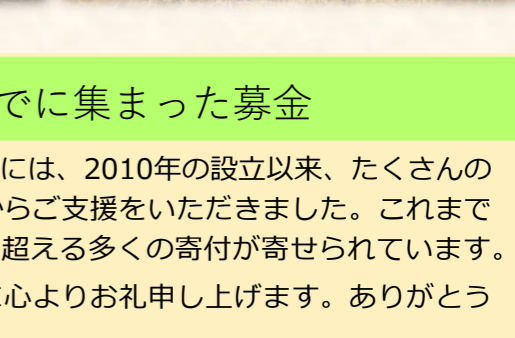 でに集まった募金
には、2010年の設立以来、たくさんの
らご支援をいただきました。これまで
超える多くの寄付が寄せられています。
心よりお礼申し上げます。ありがとう